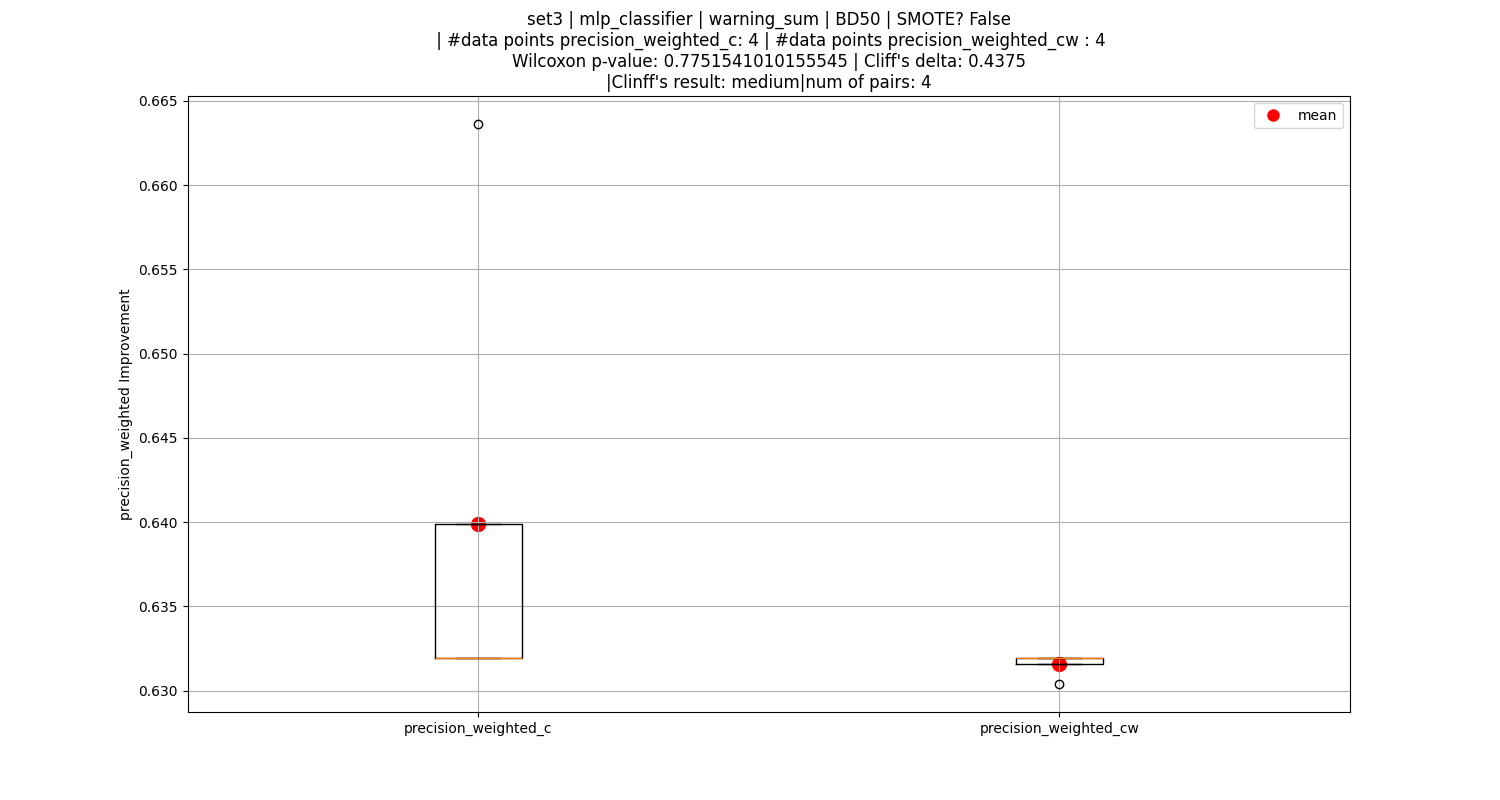 set3 | mlp_classifier | warning_sum | BD50 | SMOTE? False
| #data points precision_weighted_c: 4 | #data points precision_weighted_cw : 4
Wilcoxon p-value: 0.7751541010155545 | Cliff's delta: 0.4375
|Clinff's result: medium|num of pairs: 4
mean
precision_weighted Improvement
0.665
0.660
0.655
0.650
0.645
0.640
0.635
0.630
precision_weighted_c
precision_weighted_cw